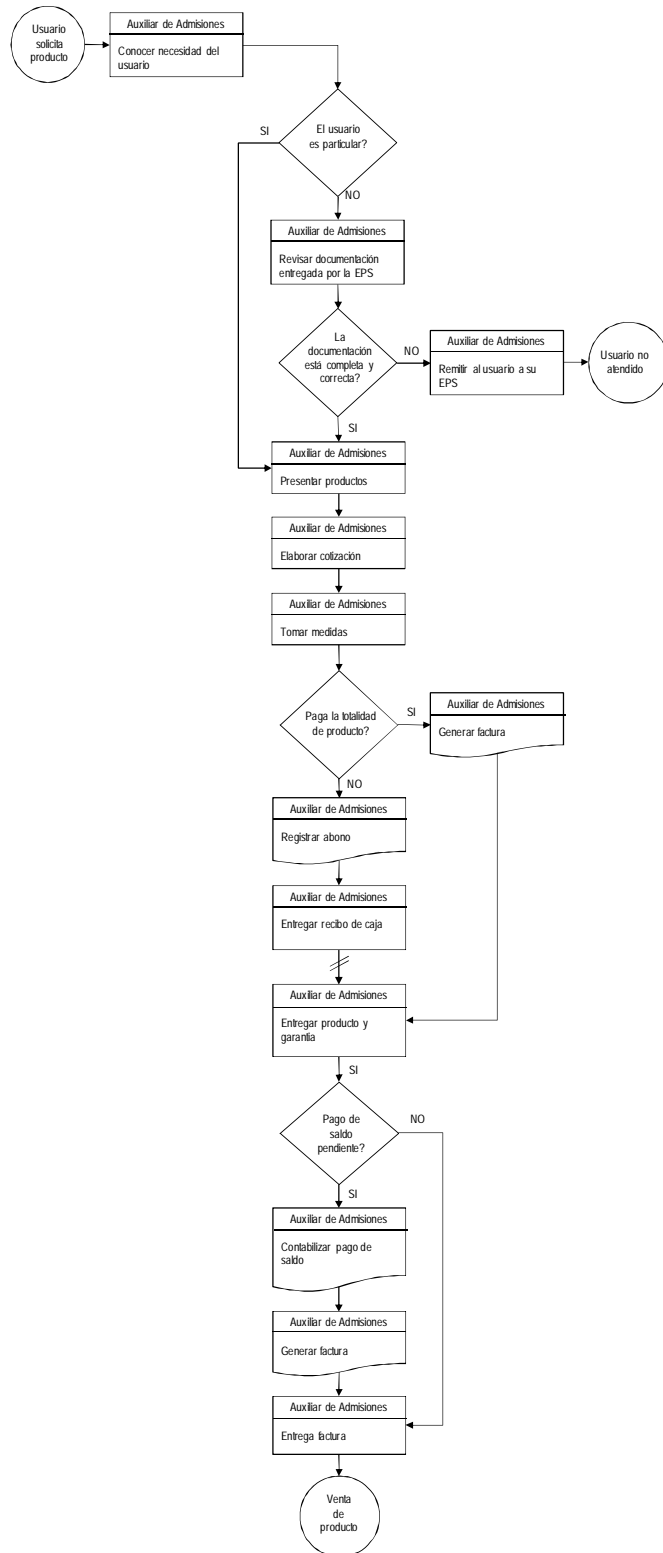 Usuario
solicita
producto
Auxiliar de Admisiones
Conocer necesidad del
usuario
El usuario
es particular?
SI
NO
Auxiliar de Admisiones
Revisar documentación
entregada por la EPS
La
documentación
está completa y
correcta?
NO
Auxiliar de Admisiones
Remitir al usuario a su
EPS
Usuario no
atendido
SI
Auxiliar de Admisiones
Presentar productos
Auxiliar de Admisiones
Elaborar cotización
Auxiliar de Admisiones
Tomar medidas
Paga la totalidad
de producto?
SI
Auxiliar de Admisiones
Generar factura
NO
Auxiliar de Admisiones
Registrar abono
Auxiliar de Admisiones
Entregar recibo de caja
Auxiliar de Admisiones
Entregar producto y
garantía
SI
Pago de
saldo
pendiente?
NO
SI
Auxiliar de Admisiones
Contabilizar pago de
saldo
Auxiliar de Admisiones
Generar factura
Auxiliar de Admisiones
Entrega factura
Venta
de
producto